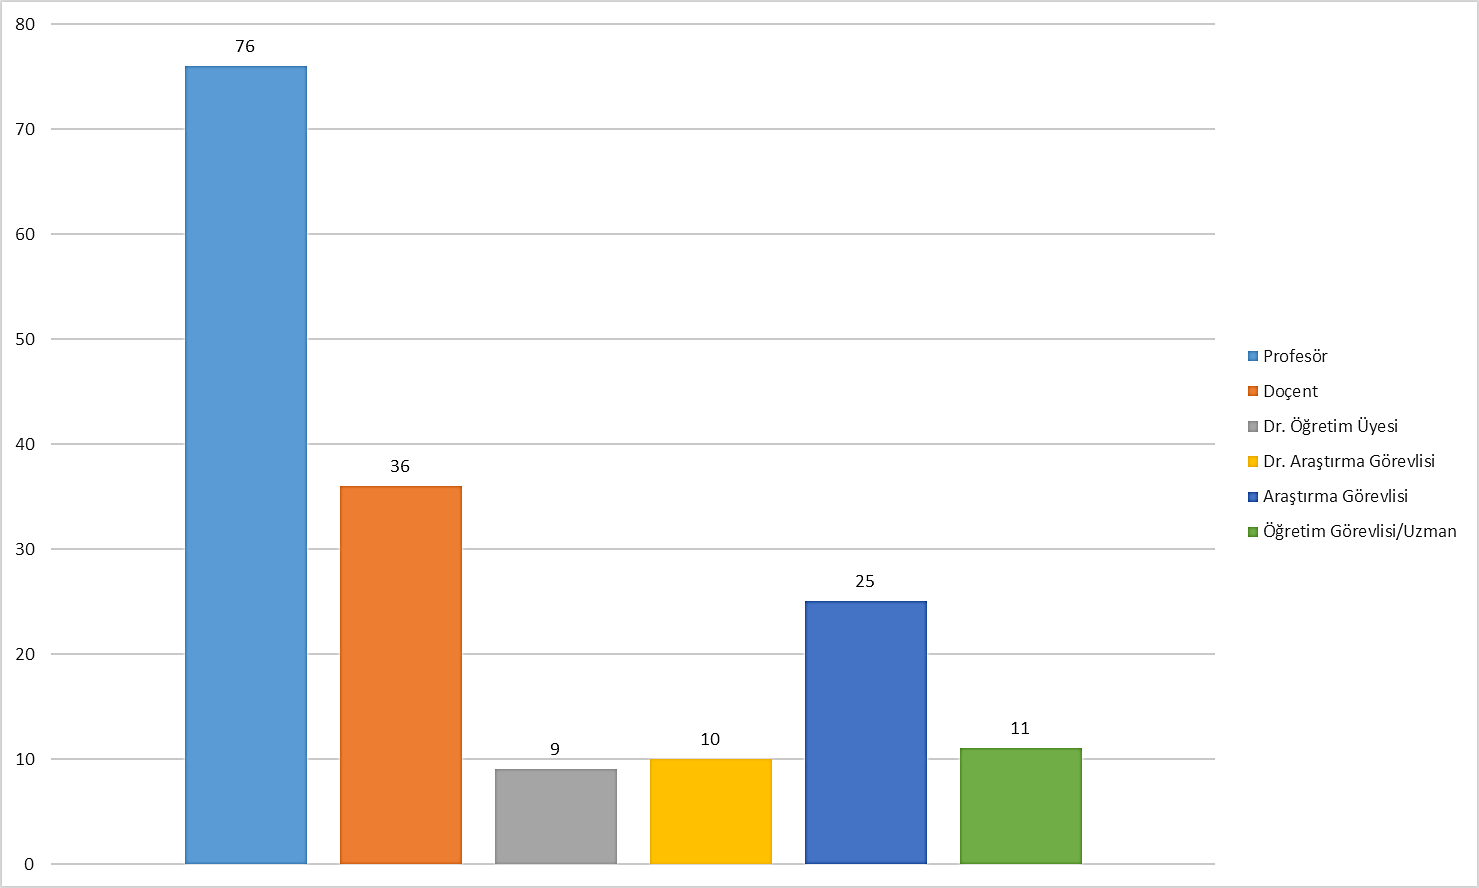 80
70
60
50
40
30
20
10
0
76
36
9
10
25
11
Profesör
Doçent
Dr. Öğretim Üyesi
Dr. Araştırma Görevlisi
Araştırma Görevlisi
Öğretim Görevlisi/Uzman